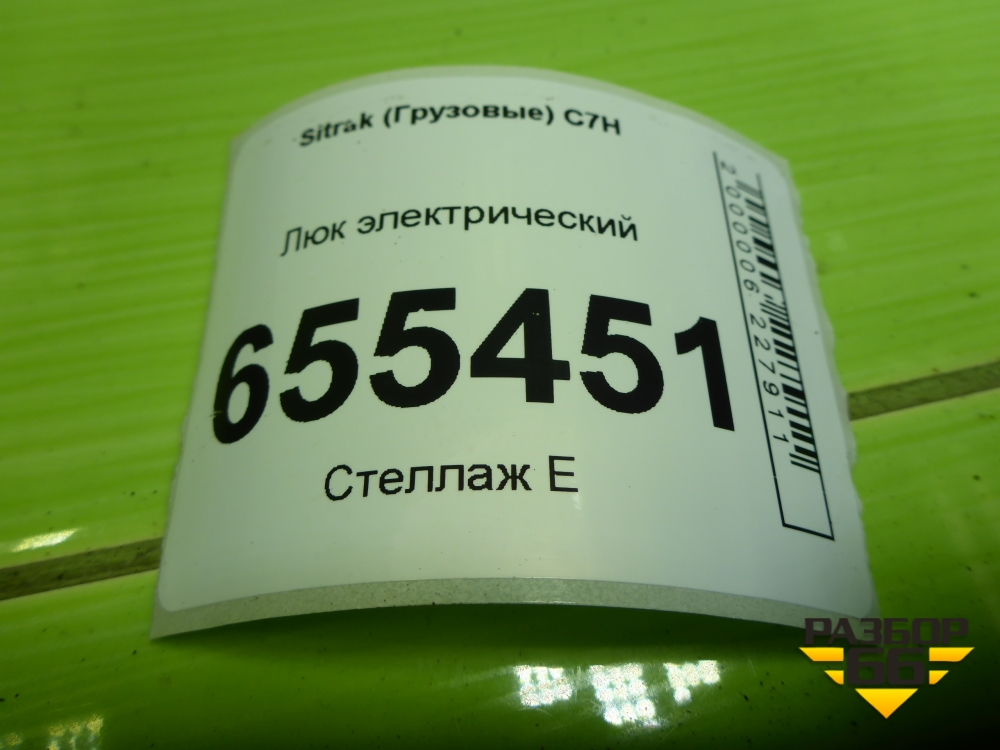 Sitrak (Грузовые) C7H
Люк электрический
655451
Стеллаж Е
2000006227911
РАЗБОР
66